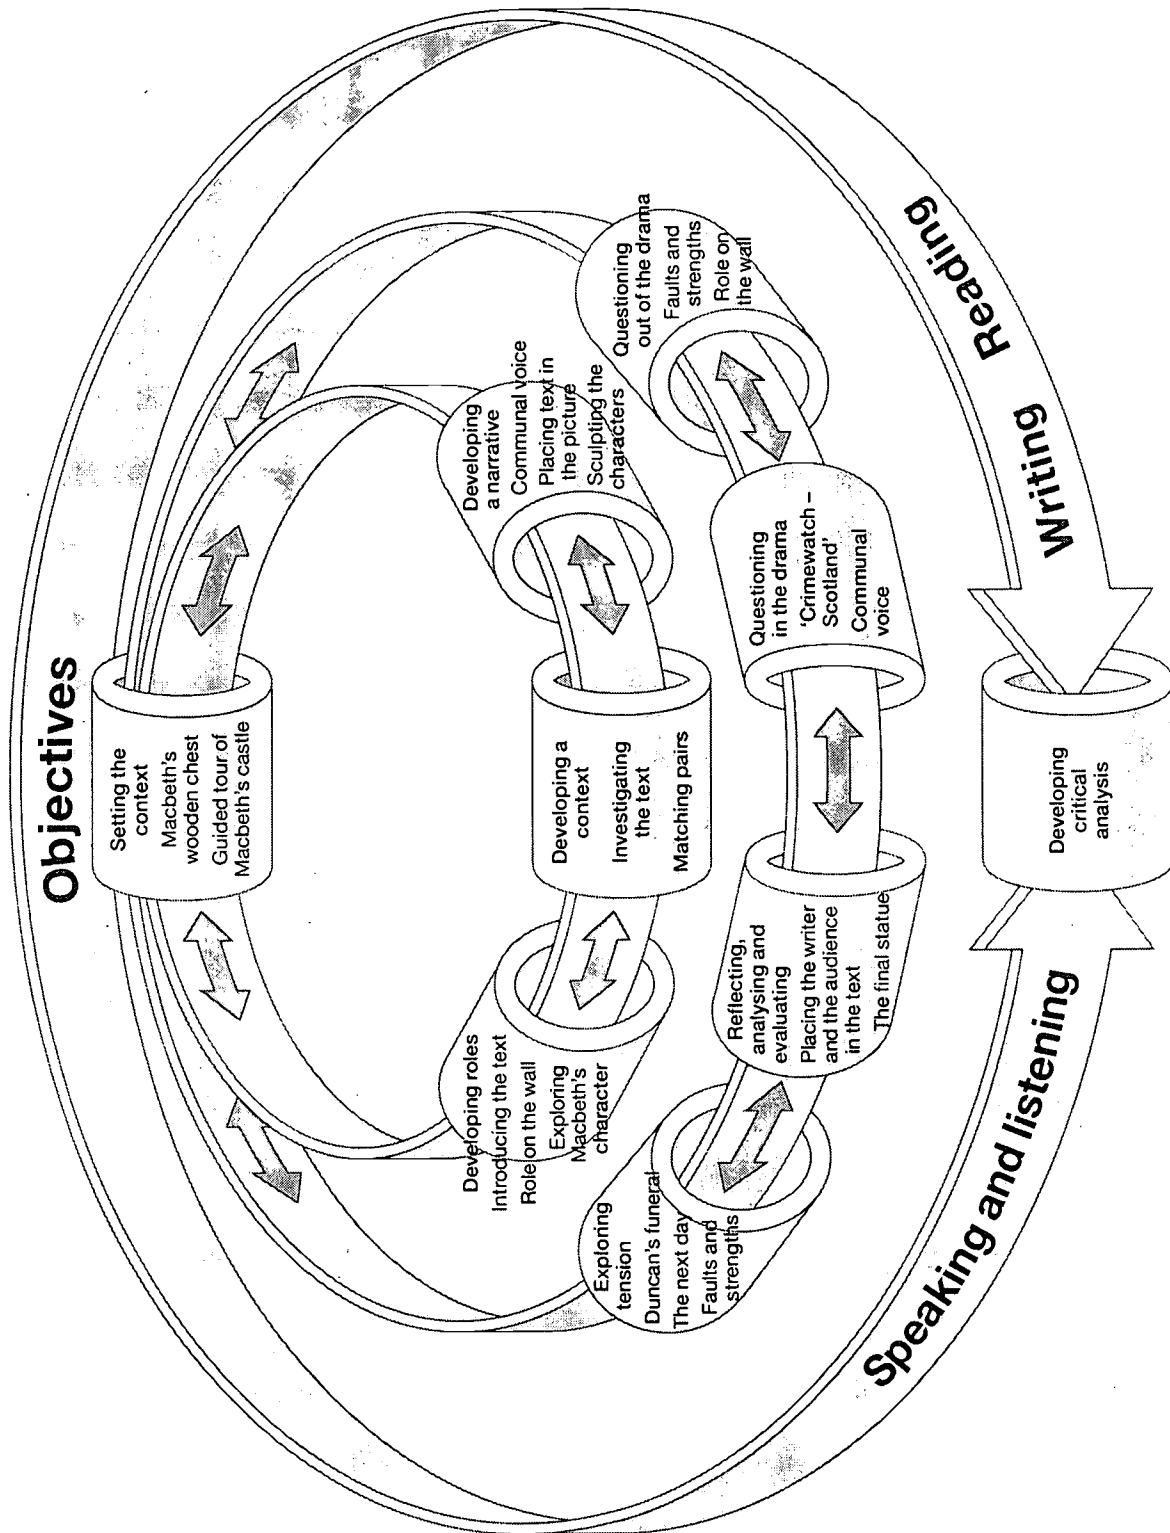 Objectives
Setting the
context
Macbeth's
wooden chest
Guided tour of
Macbeth's castle
Developing roles
Introducing the text
Role on the wall
Exploring
Macbeth's
character
Developing a
context
Investigating
the text
Matching pairs
Developing
a narrative
Communal voice
Placing text in
the picture
Sculpting the
characters
Exploring
tension
Duncan's funeral
The next day
Faults and
strengths
Reflecting,
analysing and
evaluating
Placing the writer
and the audience
in the text
The final statue
Questioning
in the drama
'Crimewatch –
Scotland'
Communal
voice
Questioning
out of the drama
Faults and
strengths
Role on
the wall
Speaking and listening
Writing Reading
Developing
critical
analysis